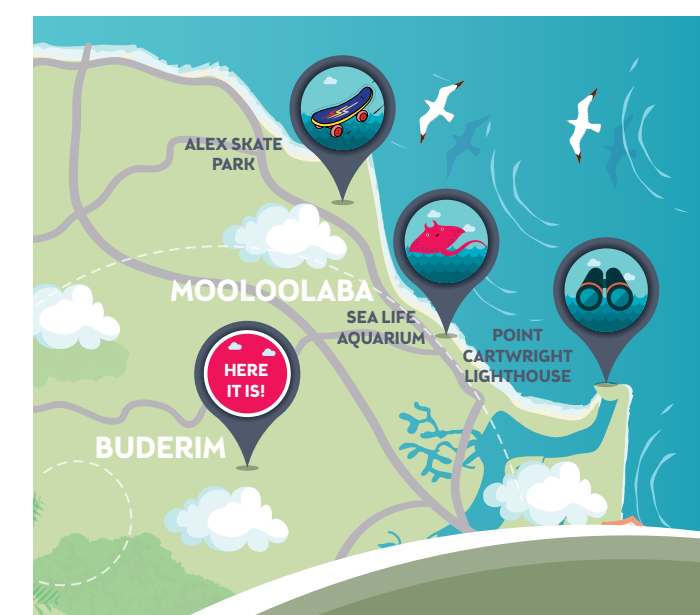 ALEX SKATE
PARK
MOOLOOLABA
SEA LIFE
AQUARIUM
POINT
CARTWRIGHT
LIGHTHOUSE
HERE
IT IS!
BUDERIM